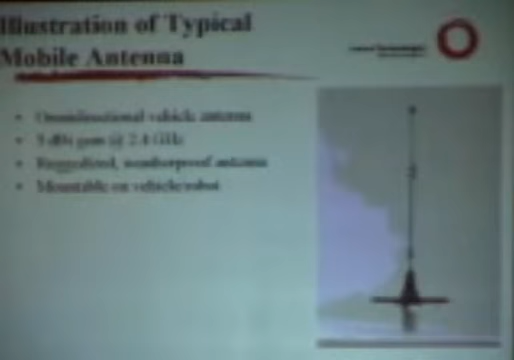 Illustration of Typical
Mobile Antenna
• Omnidirectional vehicle antenna
• 5 dBi gain @ 2.4 GHz
• Ruggedized, weatherproof antenna
• Mountable on vehicle/robot